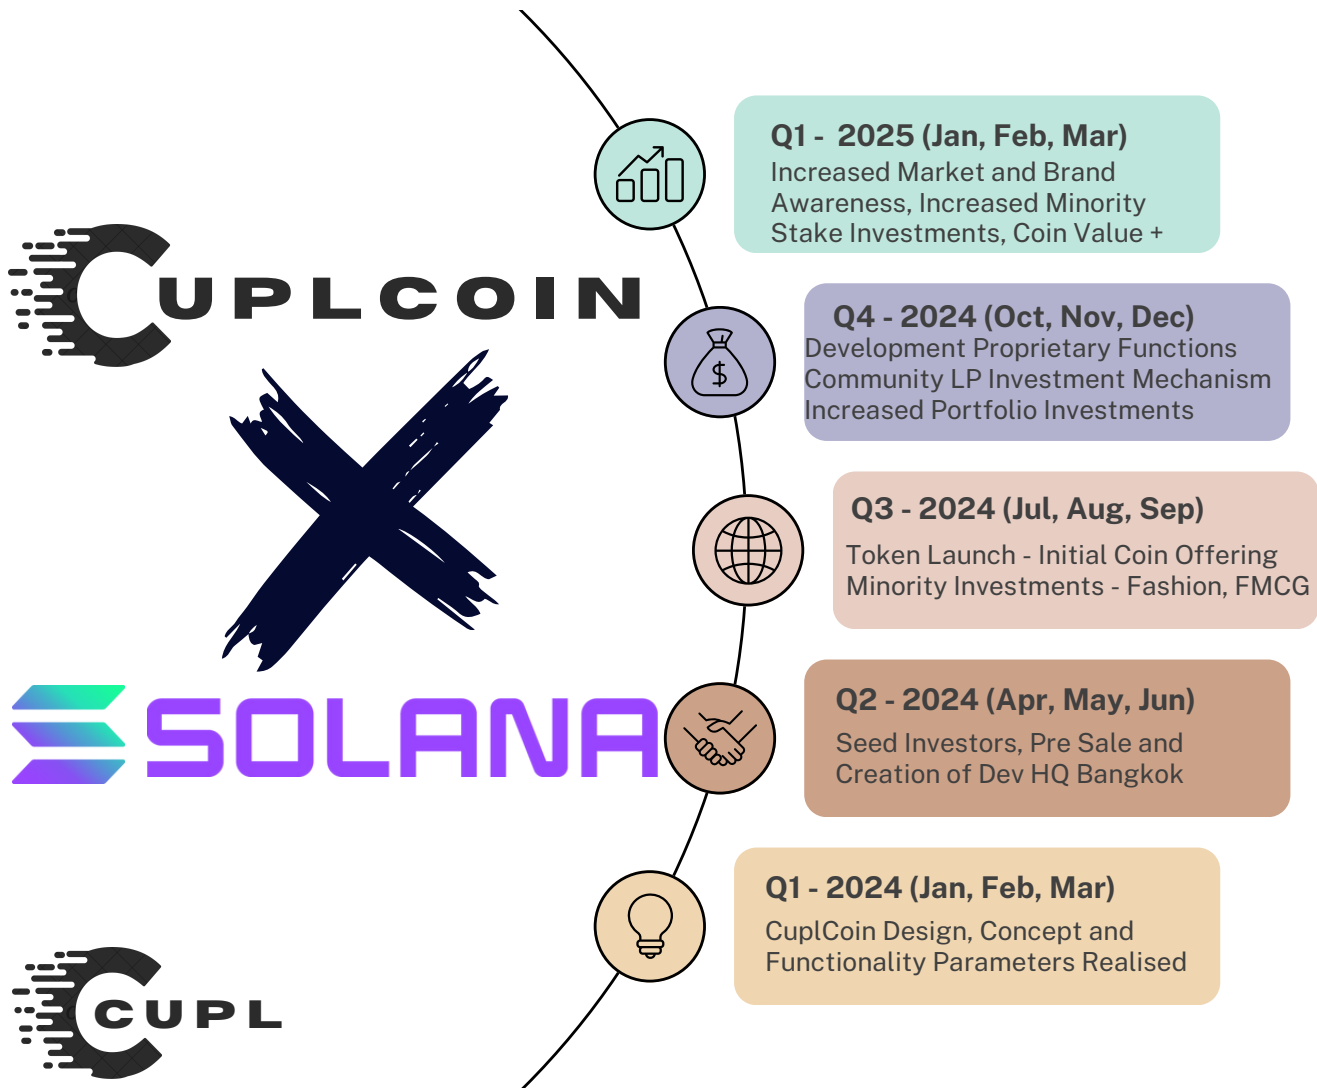 CUPLCOIN
SOLANA
CUPL
Q1 - 2025 (Jan, Feb, Mar)
Increased Market and Brand
Awareness, Increased Minority
Stake Investments, Coin Value +
Q4 - 2024 (Oct, Nov, Dec)
Development Proprietary Functions
Community LP Investment Mechanism
Increased Portfolio Investments
$
Q3 - 2024 (Jul, Aug, Sep)
Token Launch - Initial Coin Offering
Minority Investments - Fashion, FMCG
Q2 - 2024 (Apr, May, Jun)
Seed Investors, Pre Sale and
Creation of Dev HQ Bangkok
Q1 - 2024 (Jan, Feb, Mar)
CuplCoin Design, Concept and
Functionality Parameters Realised